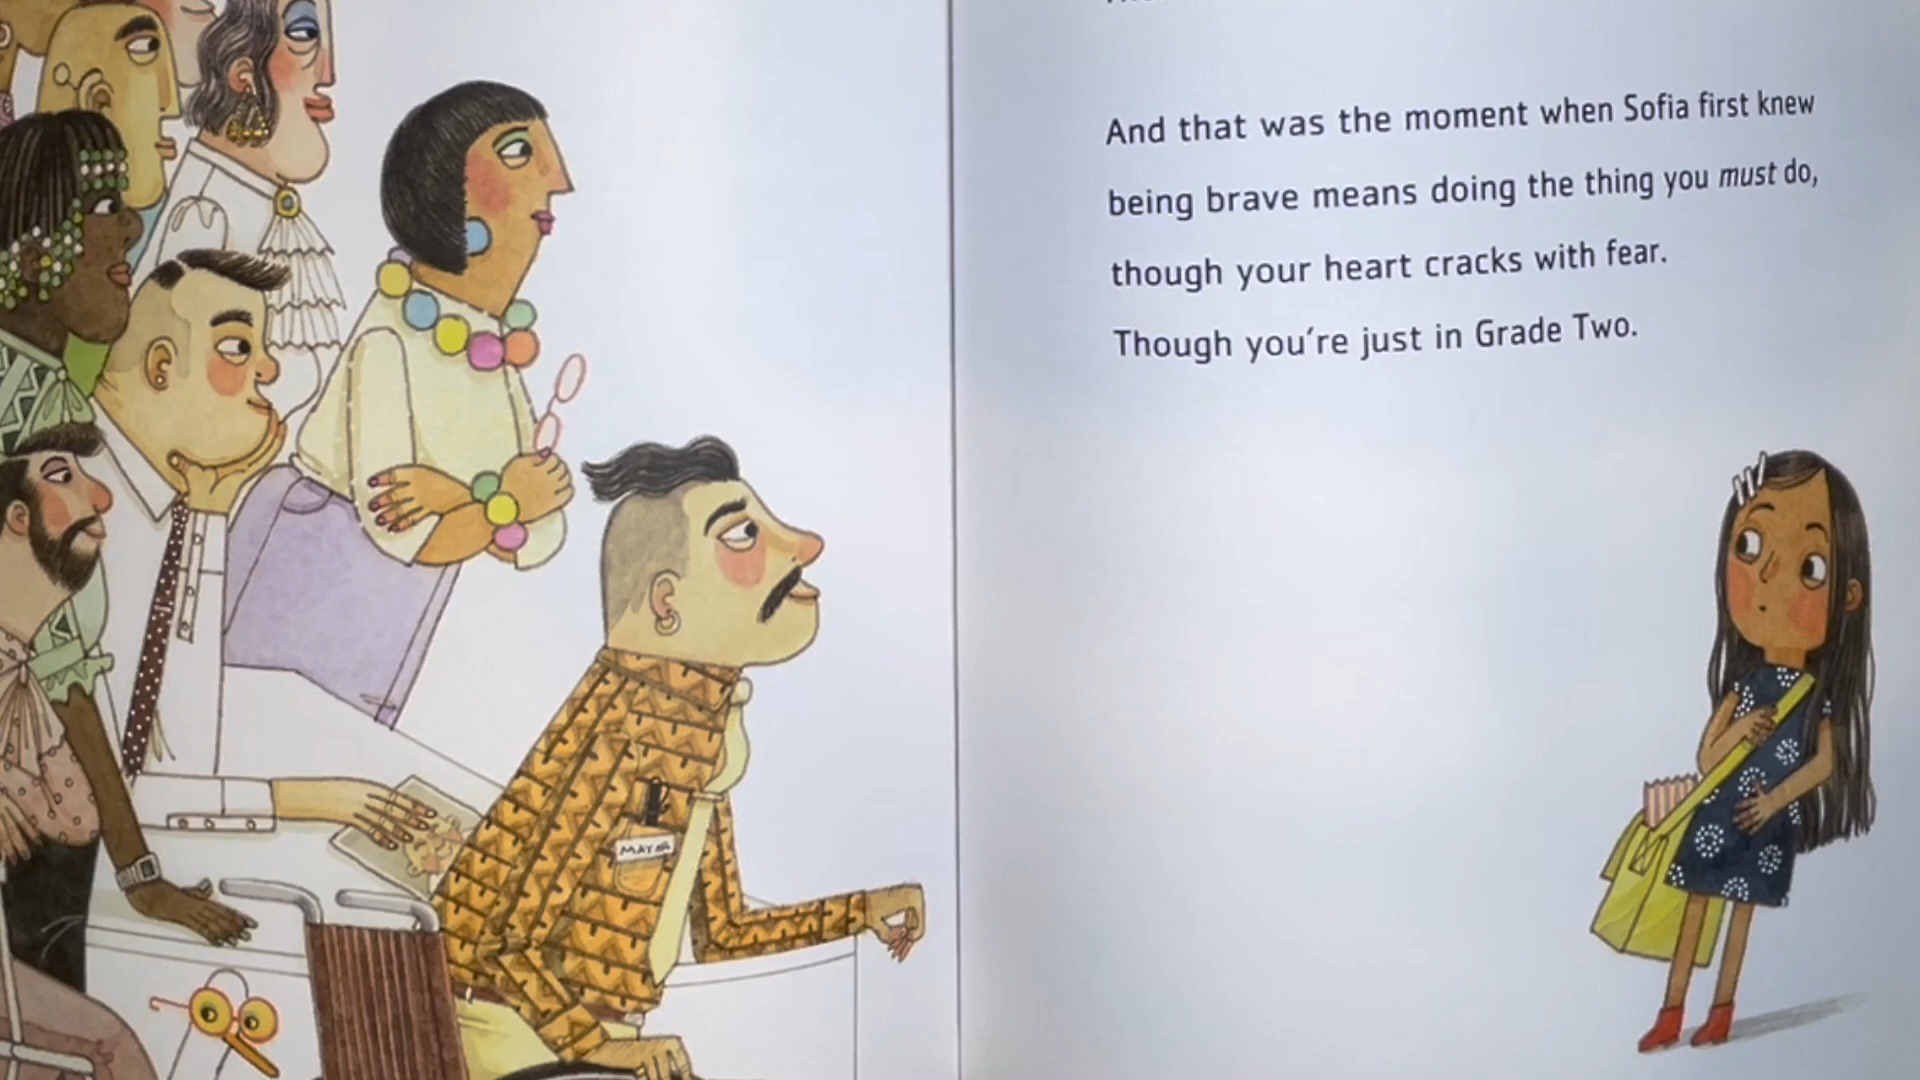 And that was the moment when Sofia first knew
being brave means doing the thing you must do,
though your heart cracks with fear.
Though you're just in Grade Two.
MAYOR